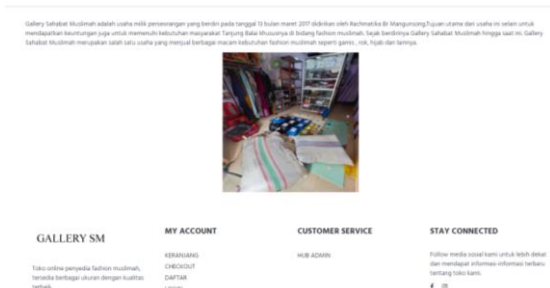 Gallery Sahabat Muslimah adalah usaha milik perseorangan yang berdiri pada tanggal 13 bulan maret 2017 didirikan oleh Rachmatika Br Mangunsong.Tujuan utama dari usaha ini selain untuk
mendapatkan keuntungan juga untuk memenuhi kebutuhan masyarakat Tanjung Balai khususnya di bidang fashion muslimah. Sejak berdirinya Gallery Sahabat Muslimah hingga saat ini. Gallery
Sahabat Muslimah merupakan salah satu usaha yang menjual berbagai macam kebutuhan fashion muslimah seperti gamis , rok, hijab dan lainnya.
GALLERY SM
Toko online penyedia fashion muslimah,
tersedia berbagai ukuran dengan kualitas
terbaik.
MY ACCOUNT
KERANJANG
CHECKOUT
DAFTAR
LOGIN
CUSTOMER SERVICE
HUB ADMIN
STAY CONNECTED
Follow media sosial kami untuk lebih dekat
dan mendapat informasi-informasi terbaru
tentang toko kami.